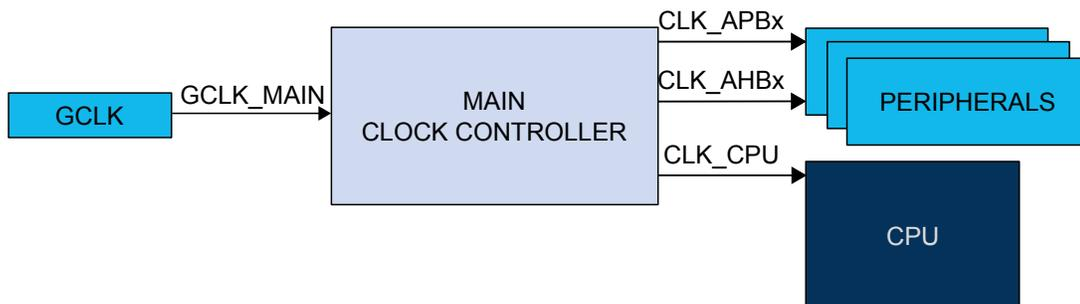 CLK_APBx
GCLK_MAIN
CLK_AHBx
GCLK
MAIN
CLOCK CONTROLLER
PERIPHERALS
CLK_CPU
CPU